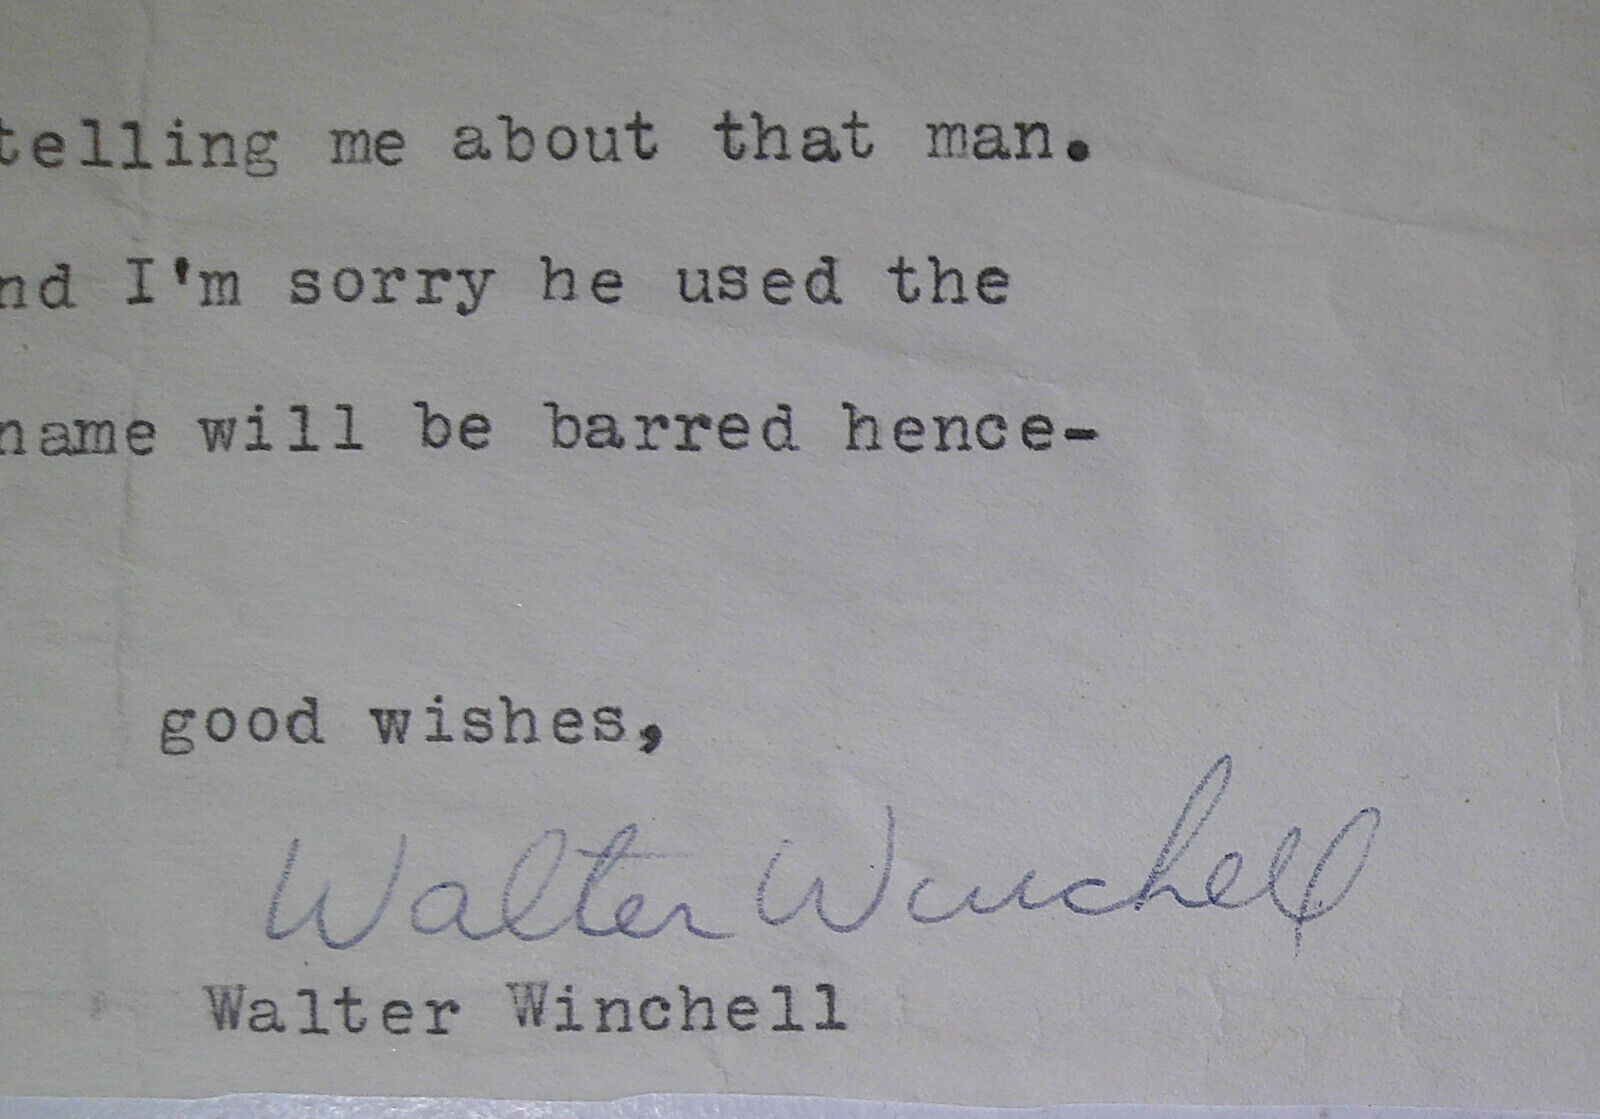 telling me about that man.
nd I'm sorry he used the
name will be barred hence-
good wishes,
Walter Winchell
Walter Winchell